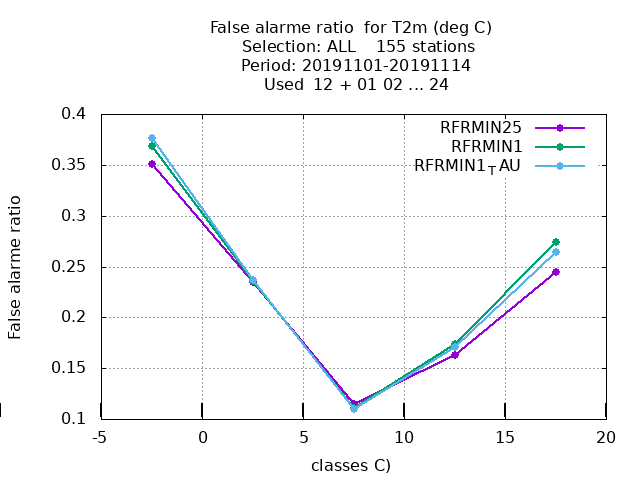 False alarme ratio  for T2m (deg C)
Selection: ALL    155 stations
Period: 20191101-20191114
Used  12 + 01 02 ... 24
0.4
0.35
0.3
0.25
0.2
0.15
0.1
False alarme ratio
RFRMIN25
RFRMIN1
RFRMIN1TAU
-5 0 5 10 15 20
classes C)